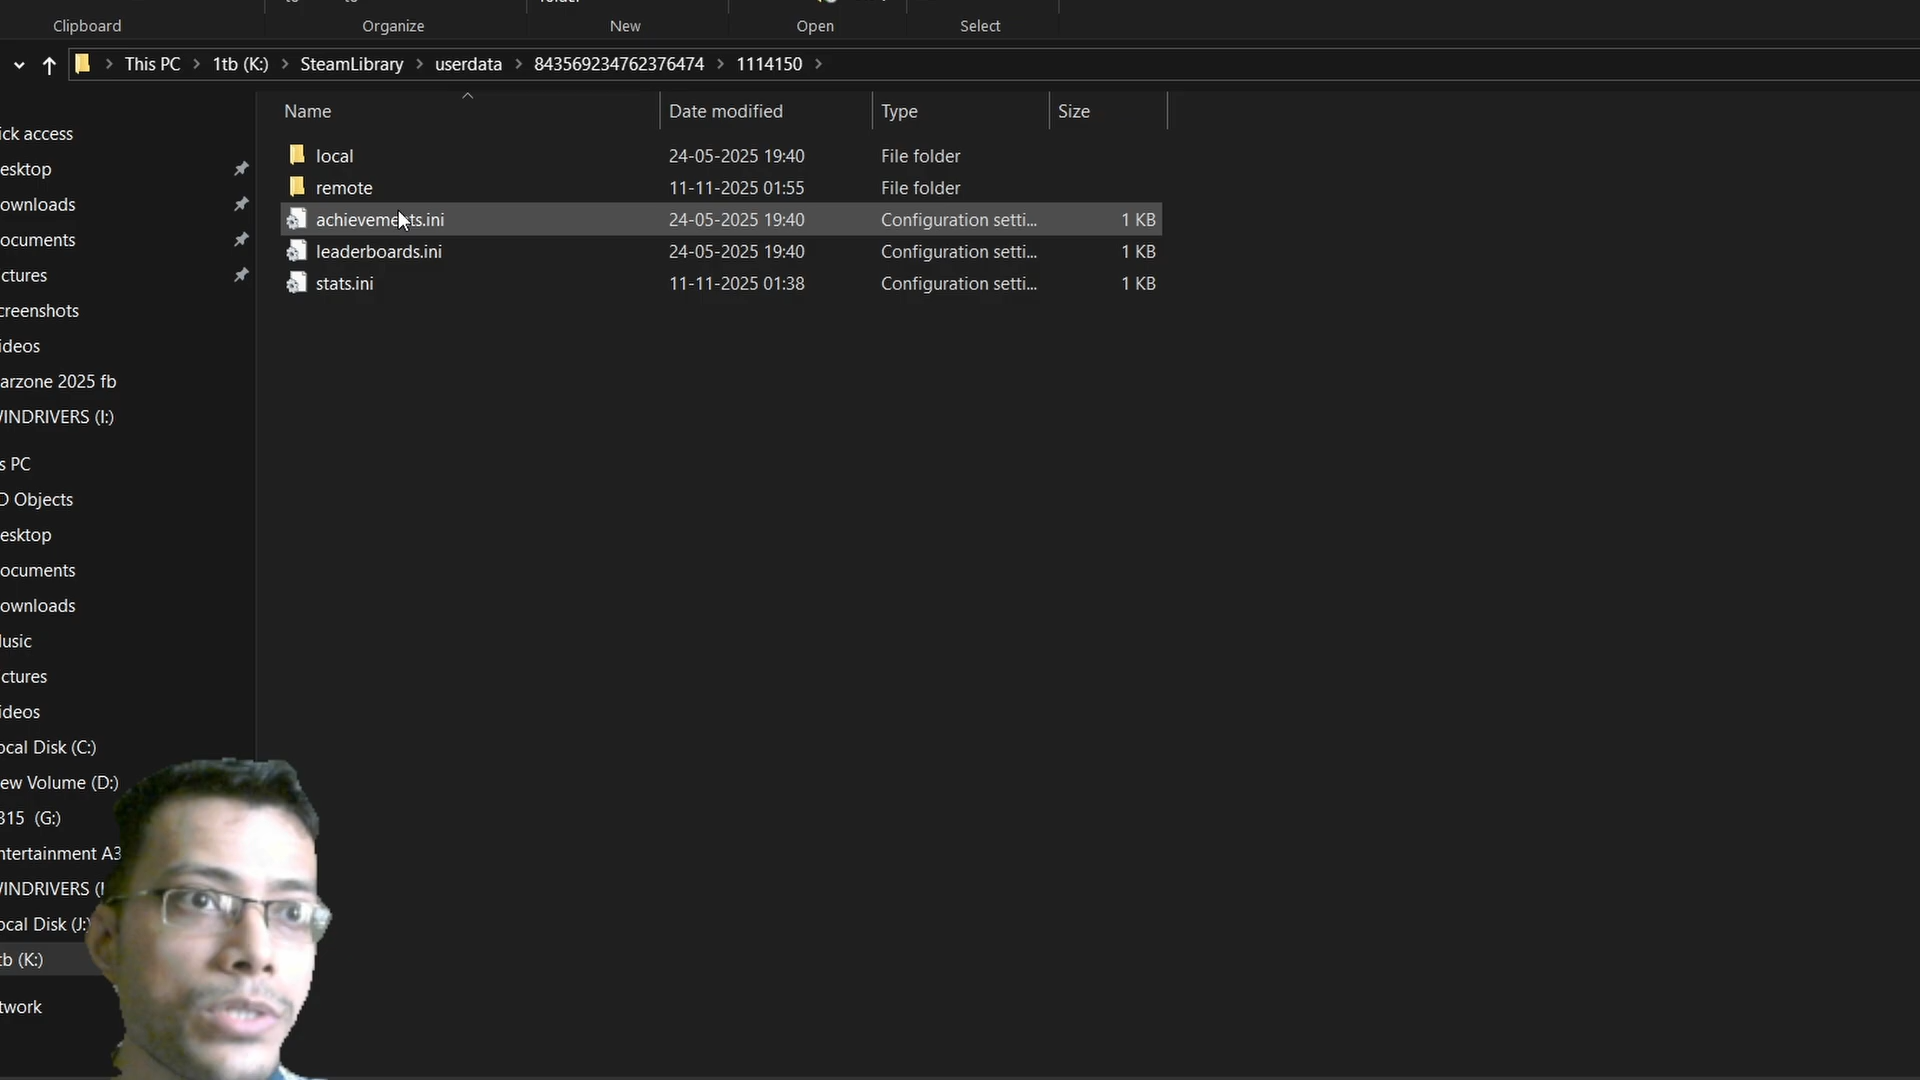 Clipboard Organize New Open Select
This PC > 1tb (K:) > SteamLibrary > userdata > 843569234762376474 > 1114150 >
Name Date modified Type Size
local 24-05-2025 19:40 File folder
remote 11-11-2025 01:55 File folder
achievements.ini 24-05-2025 19:40 Configuration setti... 1 KB
leaderboards.ini 24-05-2025 19:40 Configuration setti... 1 KB
stats.ini 11-11-2025 01:38 Configuration setti... 1 KB
ick access
esktop
ownloads
ocuments
ictures
creenshots
ideos
arzone 2025 fb
WINDRIVERS (I:)
s PC
D Objects
esktop
ocuments
ownloads
usic
ctures
ideos
ocal Disk (C:)
ew Volume (D:)
315 (G:)
ntertainment A3
WINDRIVERS (I
ocal Disk (J:)
tb (K:)
twork